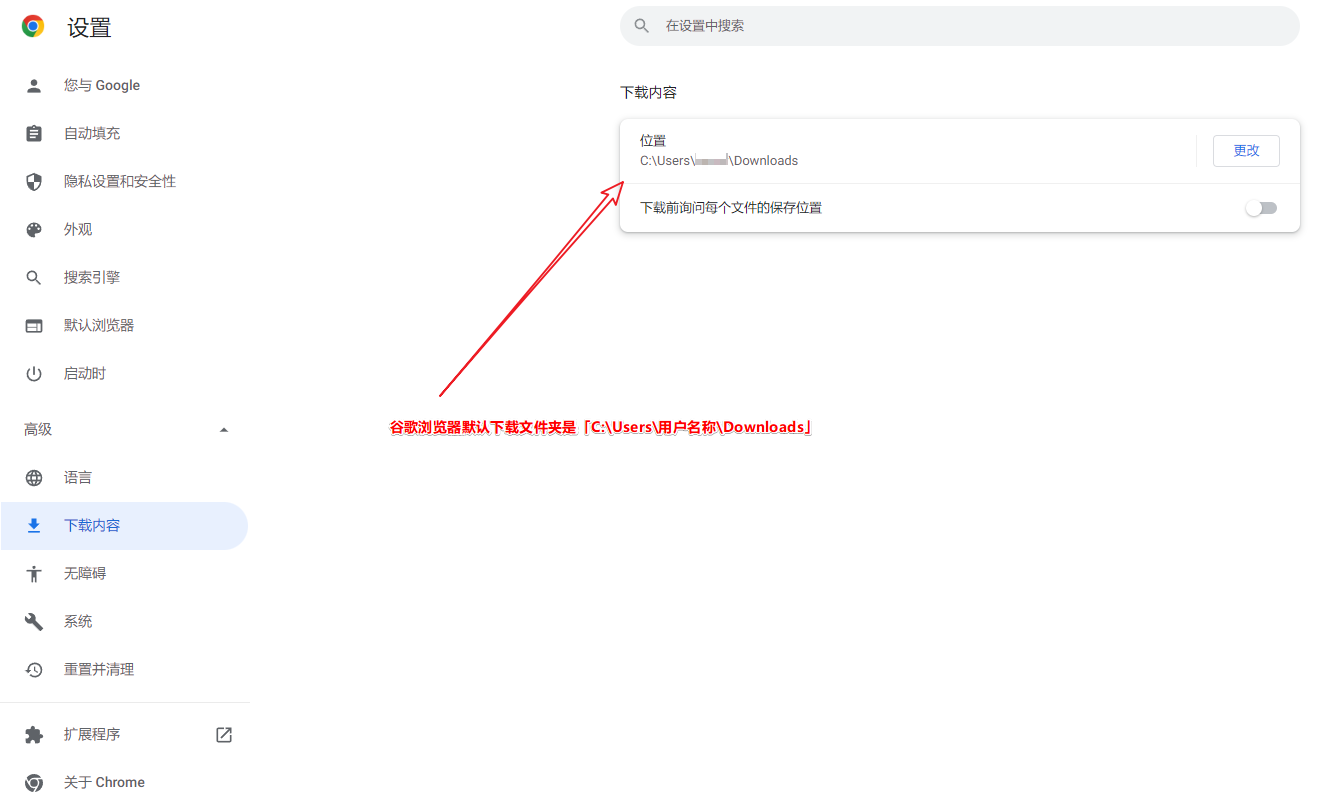 设置
在设置中搜索
您与 Google
自动填充
隐私设置和安全性
外观
搜索引擎
默认浏览器
启动时
高级
语言
下载内容
无障碍
系统
重置并清理
扩展程序
关于 Chrome
下载内容
位置
C:\Users\ \Downloads
更改
下载前询问每个文件的保存位置
谷歌浏览器默认下载文件夹是「C:\Users\用户名称\Downloads」